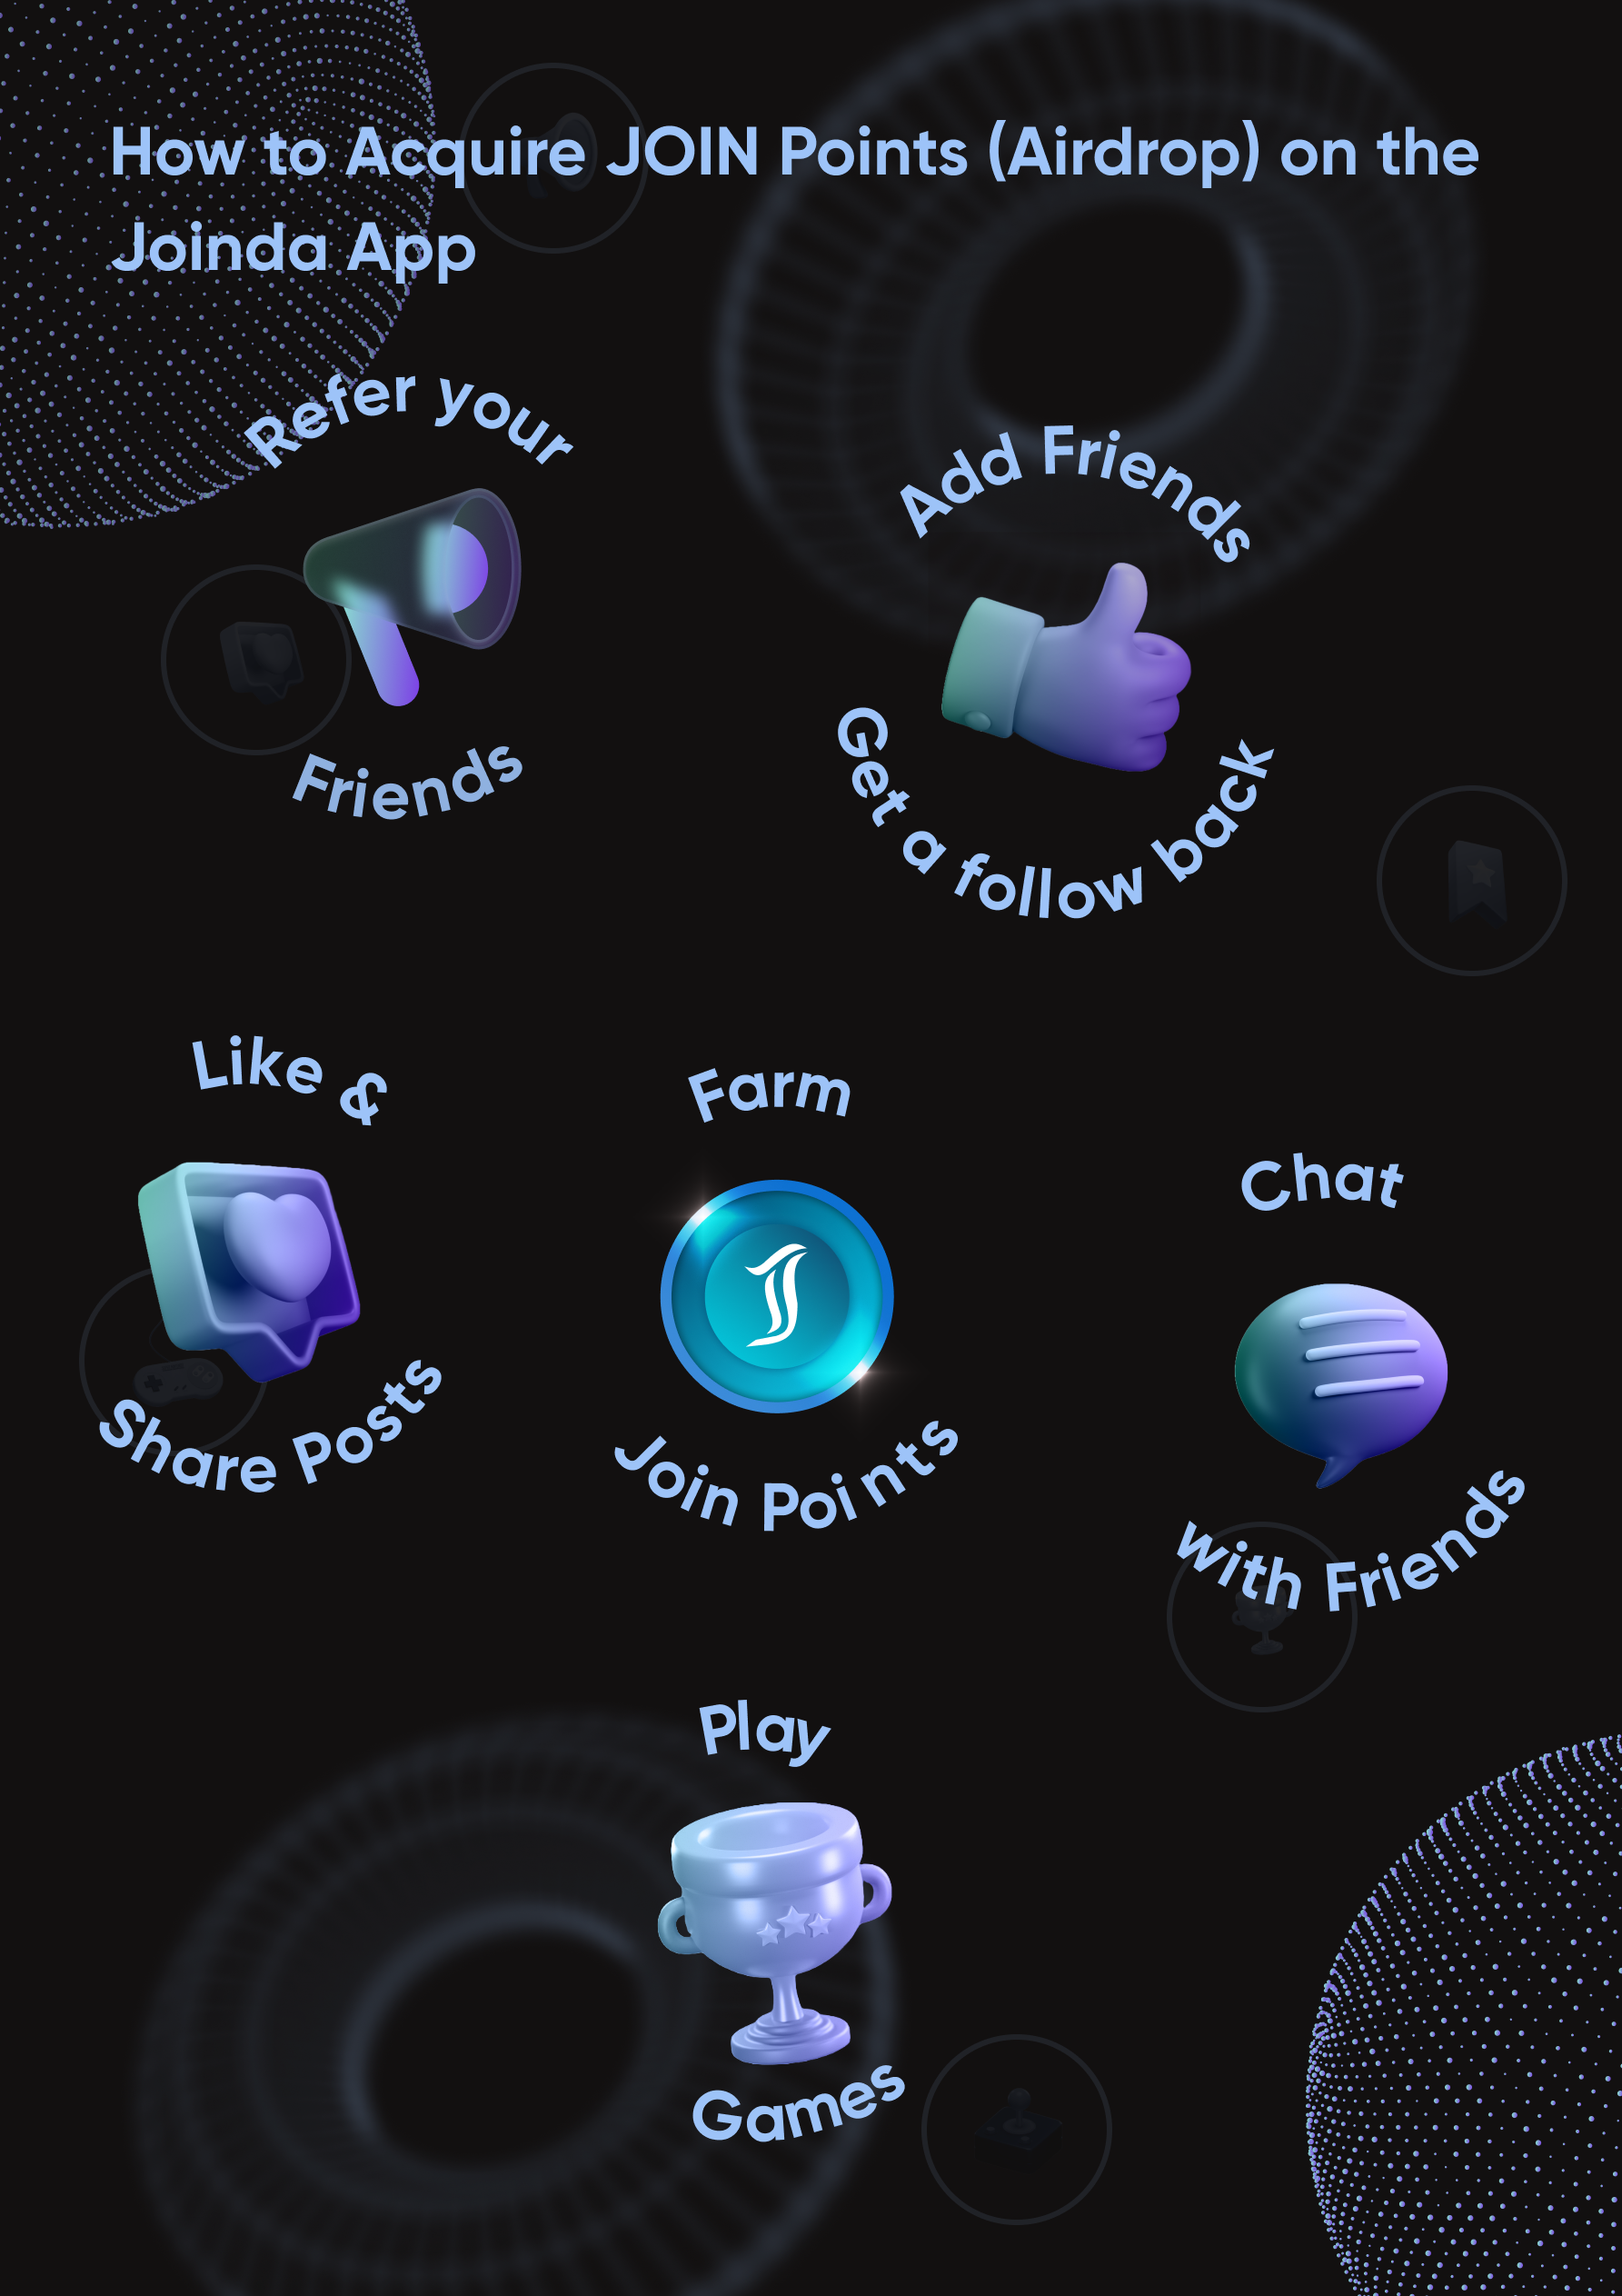 How to Acquire JOIN Points (Airdrop) on the
Joinda App
Refer your
Friends
Add Friends
Get a follow back
Like &
Share Posts
Farm
Join Points
Chat
with Friends
Play
Games